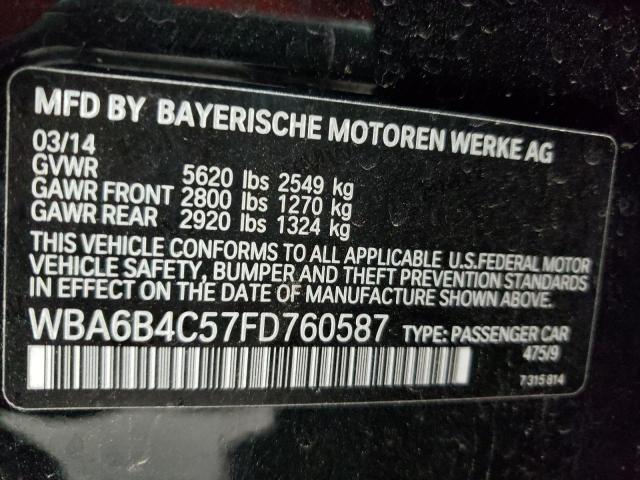 MFD BY BAYERISCHE MOTOREN WERKE AG
03/14
GVWR 5620 lbs 2549 kg
GAWR FRONT 2800 lbs 1270 kg
GAWR REAR 2920 lbs 1324 kg
THIS VEHICLE CONFORMS TO ALL APPLICABLE U.S.FEDERAL MOTOR
VEHICLE SAFETY, BUMPER AND THEFT PREVENTION STANDARDS
IN EFFECT ON THE DATE OF MANUFACTURE SHOWN ABOVE.
WBA6B4C57FD760587 TYPE: PASSENGER CAR
475/9
7 315 814